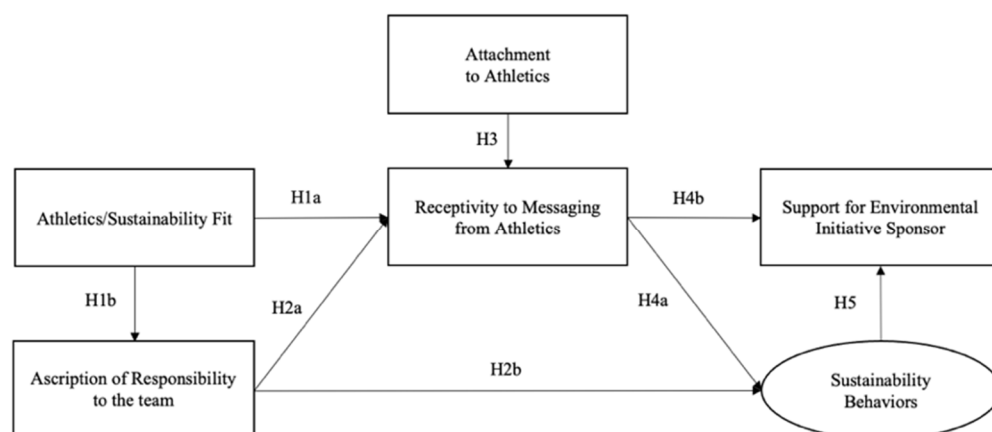 Attachment
to Athletics
H3
Athletics/Sustainability Fit
H1a
Receptivity to Messaging
from Athletics
H4b
Support for Environmental
Initiative Sponsor
H1b
H2a
H4a
H5
Ascription of Responsibility
to the team
H2b
Sustainability
Behaviors